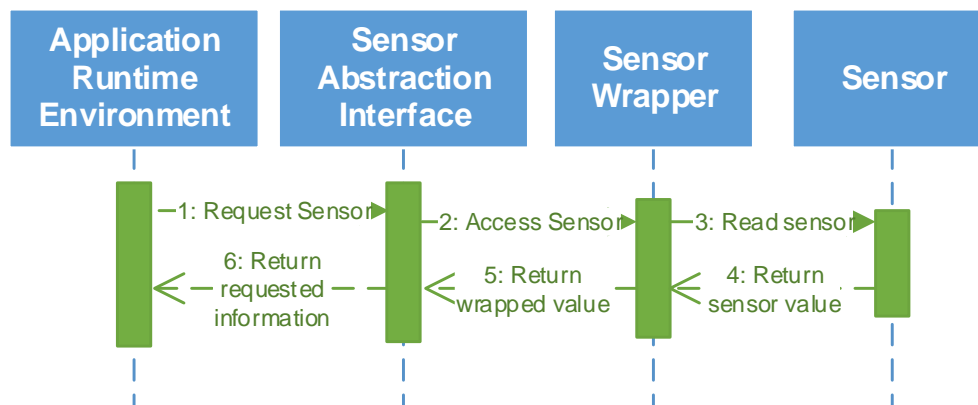 Application
Runtime
Environment
Sensor
Abstraction
Interface
Sensor
Wrapper
Sensor
1: Request Sensor
2: Access Sensor
3: Read sensor
6: Return
requested
information
5: Return
wrapped value
4: Return
sensor value